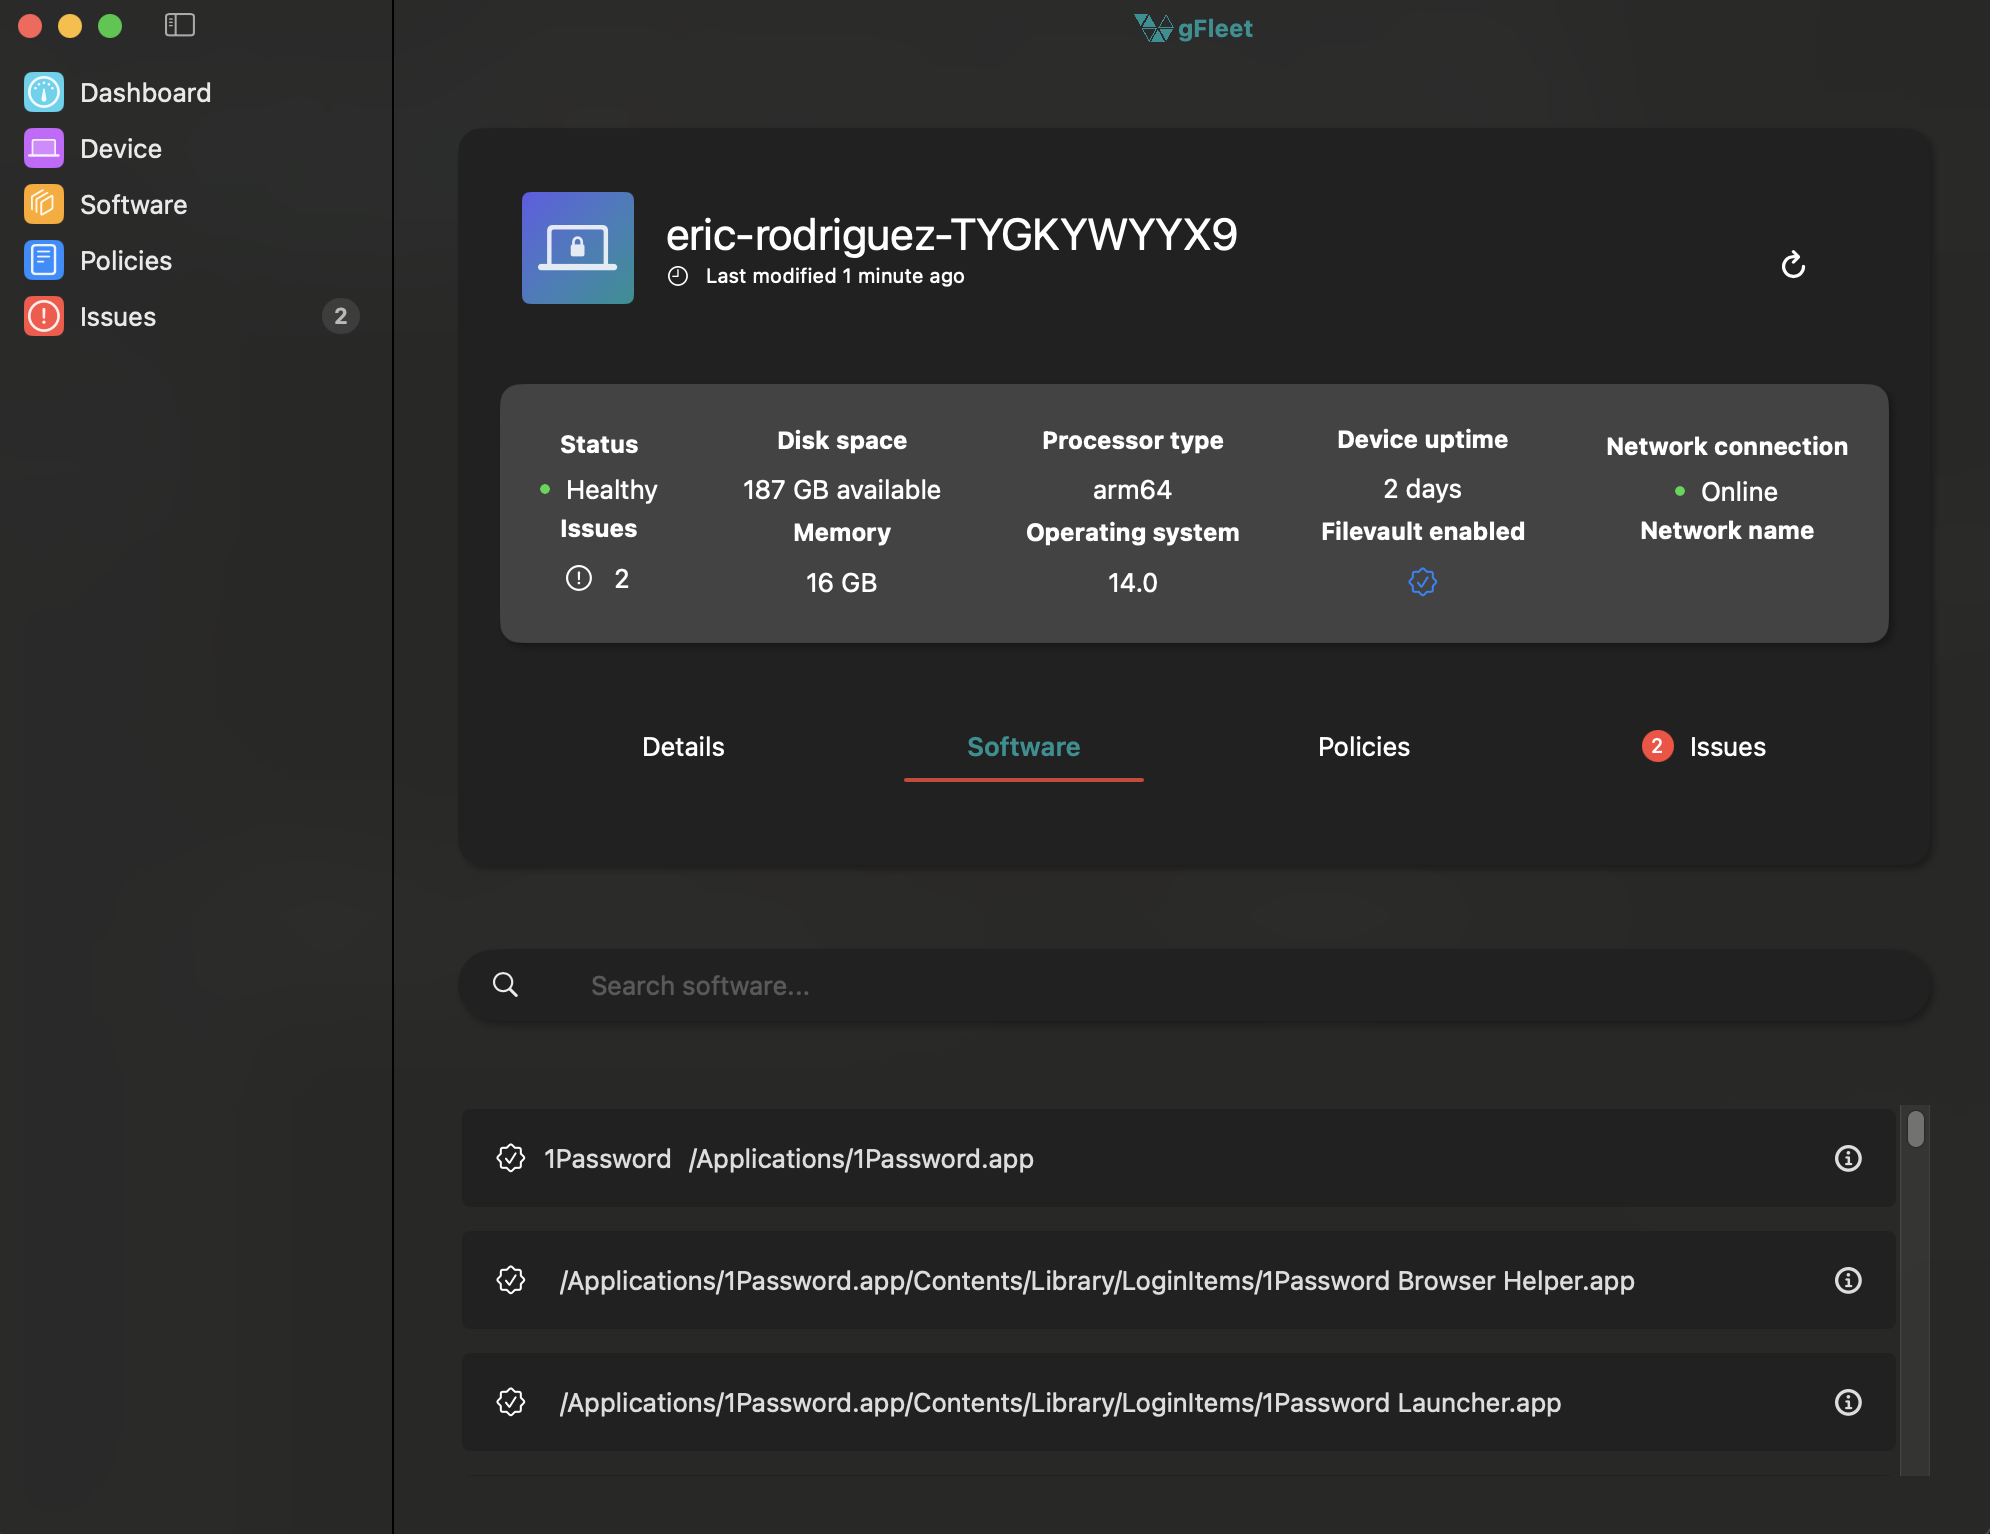 gFleet
Dashboard
Device
Software
Policies
Issues 2
eric-rodriguez-TYGKYWYYX9
Last modified 1 minute ago
Status
Healthy
Issues
2
Disk space
187 GB available
Memory
16 GB
Processor type
arm64
Operating system
14.0
Device uptime
2 days
Filevault enabled
Network connection
Online
Network name
Details
Software
Policies
2 Issues
Search software...
1Password /Applications/1Password.app
/Applications/1Password.app/Contents/Library/LoginItems/1Password Browser Helper.app
/Applications/1Password.app/Contents/Library/LoginItems/1Password Launcher.app